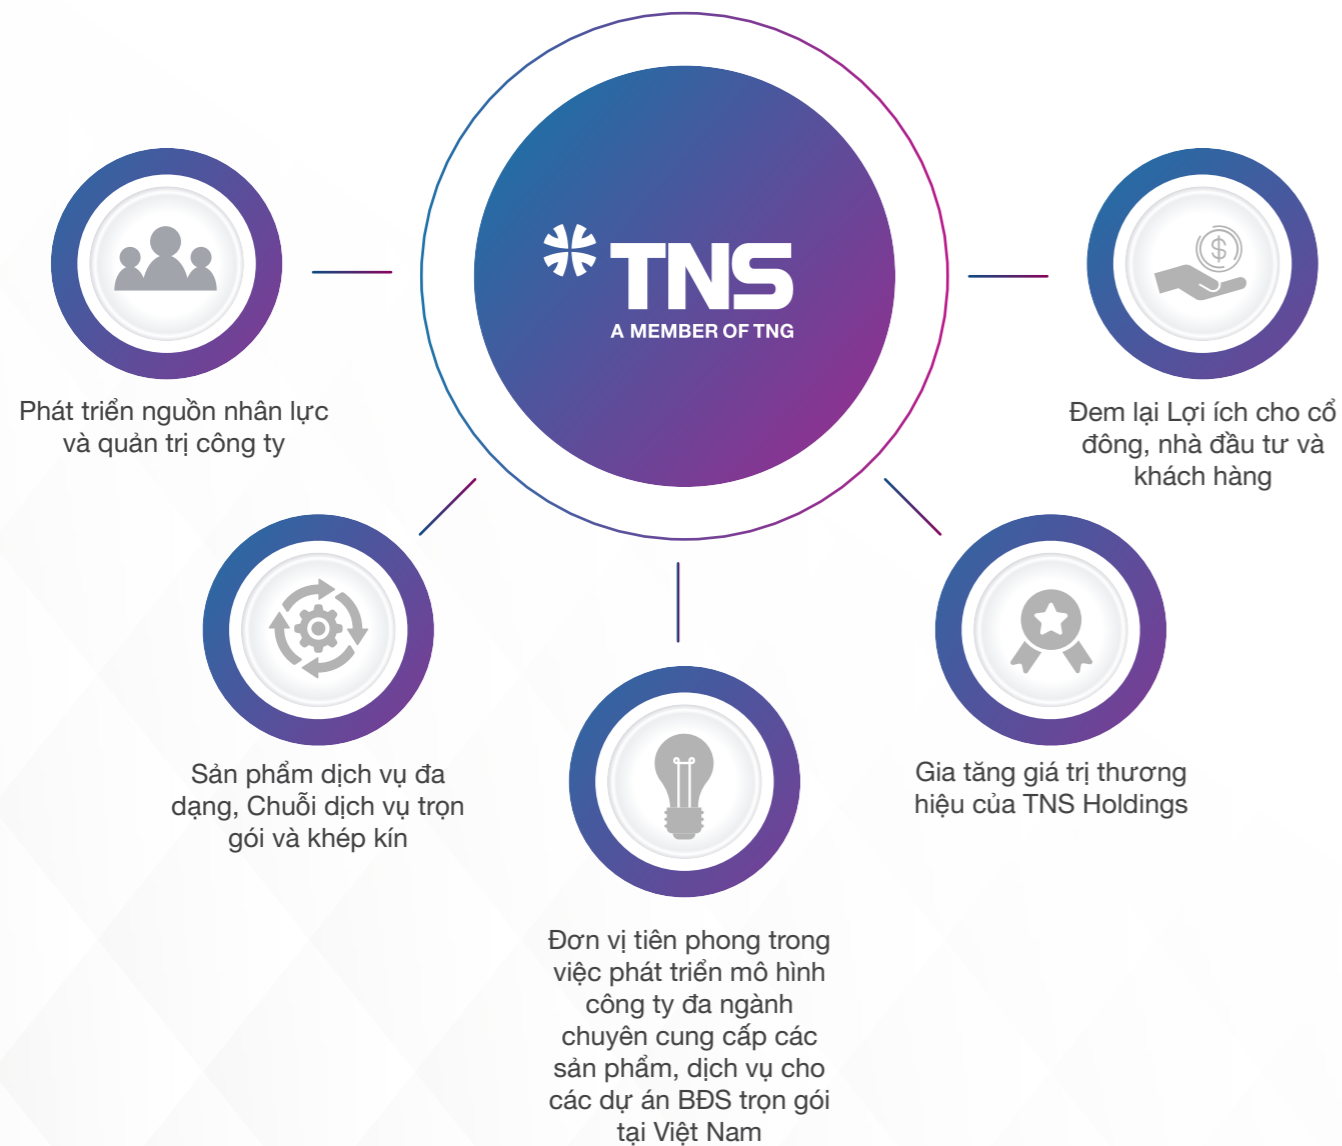 TNS
A MEMBER OF TNG
Phát triển nguồn nhân lực
và quản trị công ty
Sản phẩm dịch vụ đa
dạng, Chuỗi dịch vụ trọn
gói và khép kín
Đơn vị tiên phong trong
việc phát triển mô hình
công ty đa ngành
chuyên cung cấp các
sản phẩm, dịch vụ cho
các dự án BĐS trọn gói
tại Việt Nam
Gia tăng giá trị thương
hiệu của TNS Holdings
Đem lại Lợi ích cho cổ
đông, nhà đầu tư và
khách hàng
$